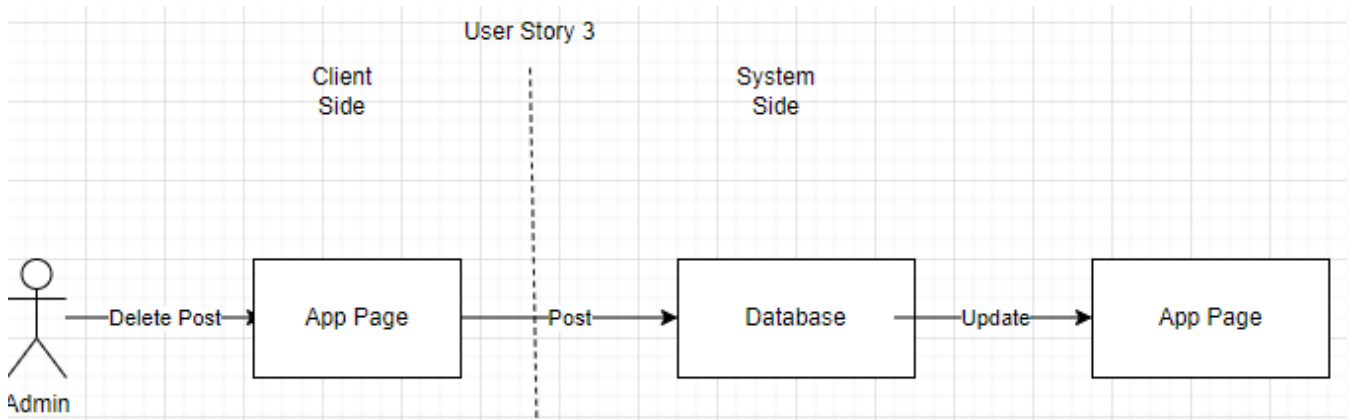 User Story 3
Client
Side
System
Side
Delete Post
App Page
Post
Database
Update
App Page
Admin